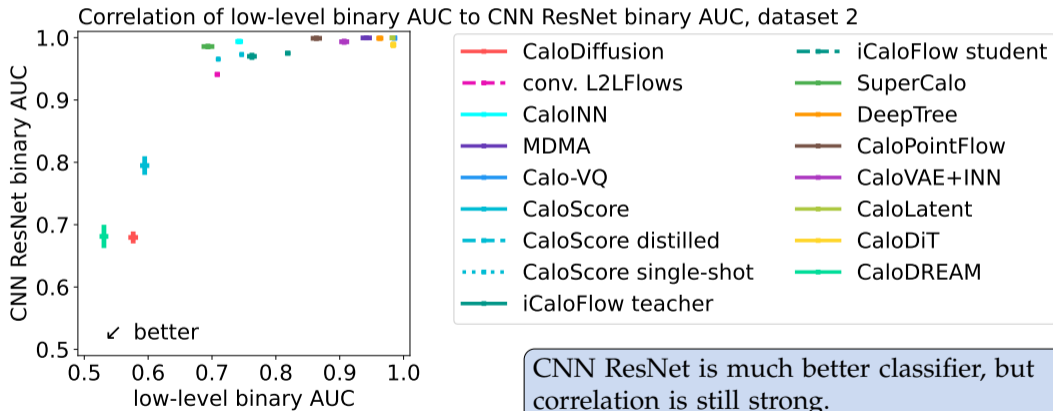 Correlation of low-level binary AUC to CNN ResNet binary AUC, dataset 2
CNN ResNet binary AUC
1.0
0.9
0.8
0.7
0.6
0.5
↙ better
0.5 0.6 0.7 0.8 0.9 1.0
low-level binary AUC
CaloDiffusion
conv. L2LFlows
CaloINN
MDMA
Calo-VQ
CaloScore
CaloScore distilled
CaloScore single-shot
iCaloFlow teacher
iCaloFlow student
SuperCalo
DeepTree
CaloPointFlow
CaloVAE+INN
CaloLatent
CaloDiT
CaloDREAM
CNN ResNet is much better classifier, but
correlation is still strong.